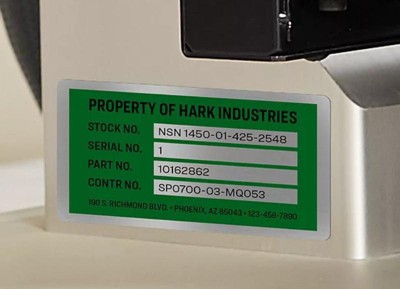 PROPERTY OF HARK INDUSTRIES
STOCK NO. NSN 1450-01-425-2548
SERIAL NO. 1
PART NO. 10162862
CONTR NO. SP0700-03-MQ053
190 S. RICHMOND BLVD. • PHOENIX, AZ 85043 • 123-456-7890